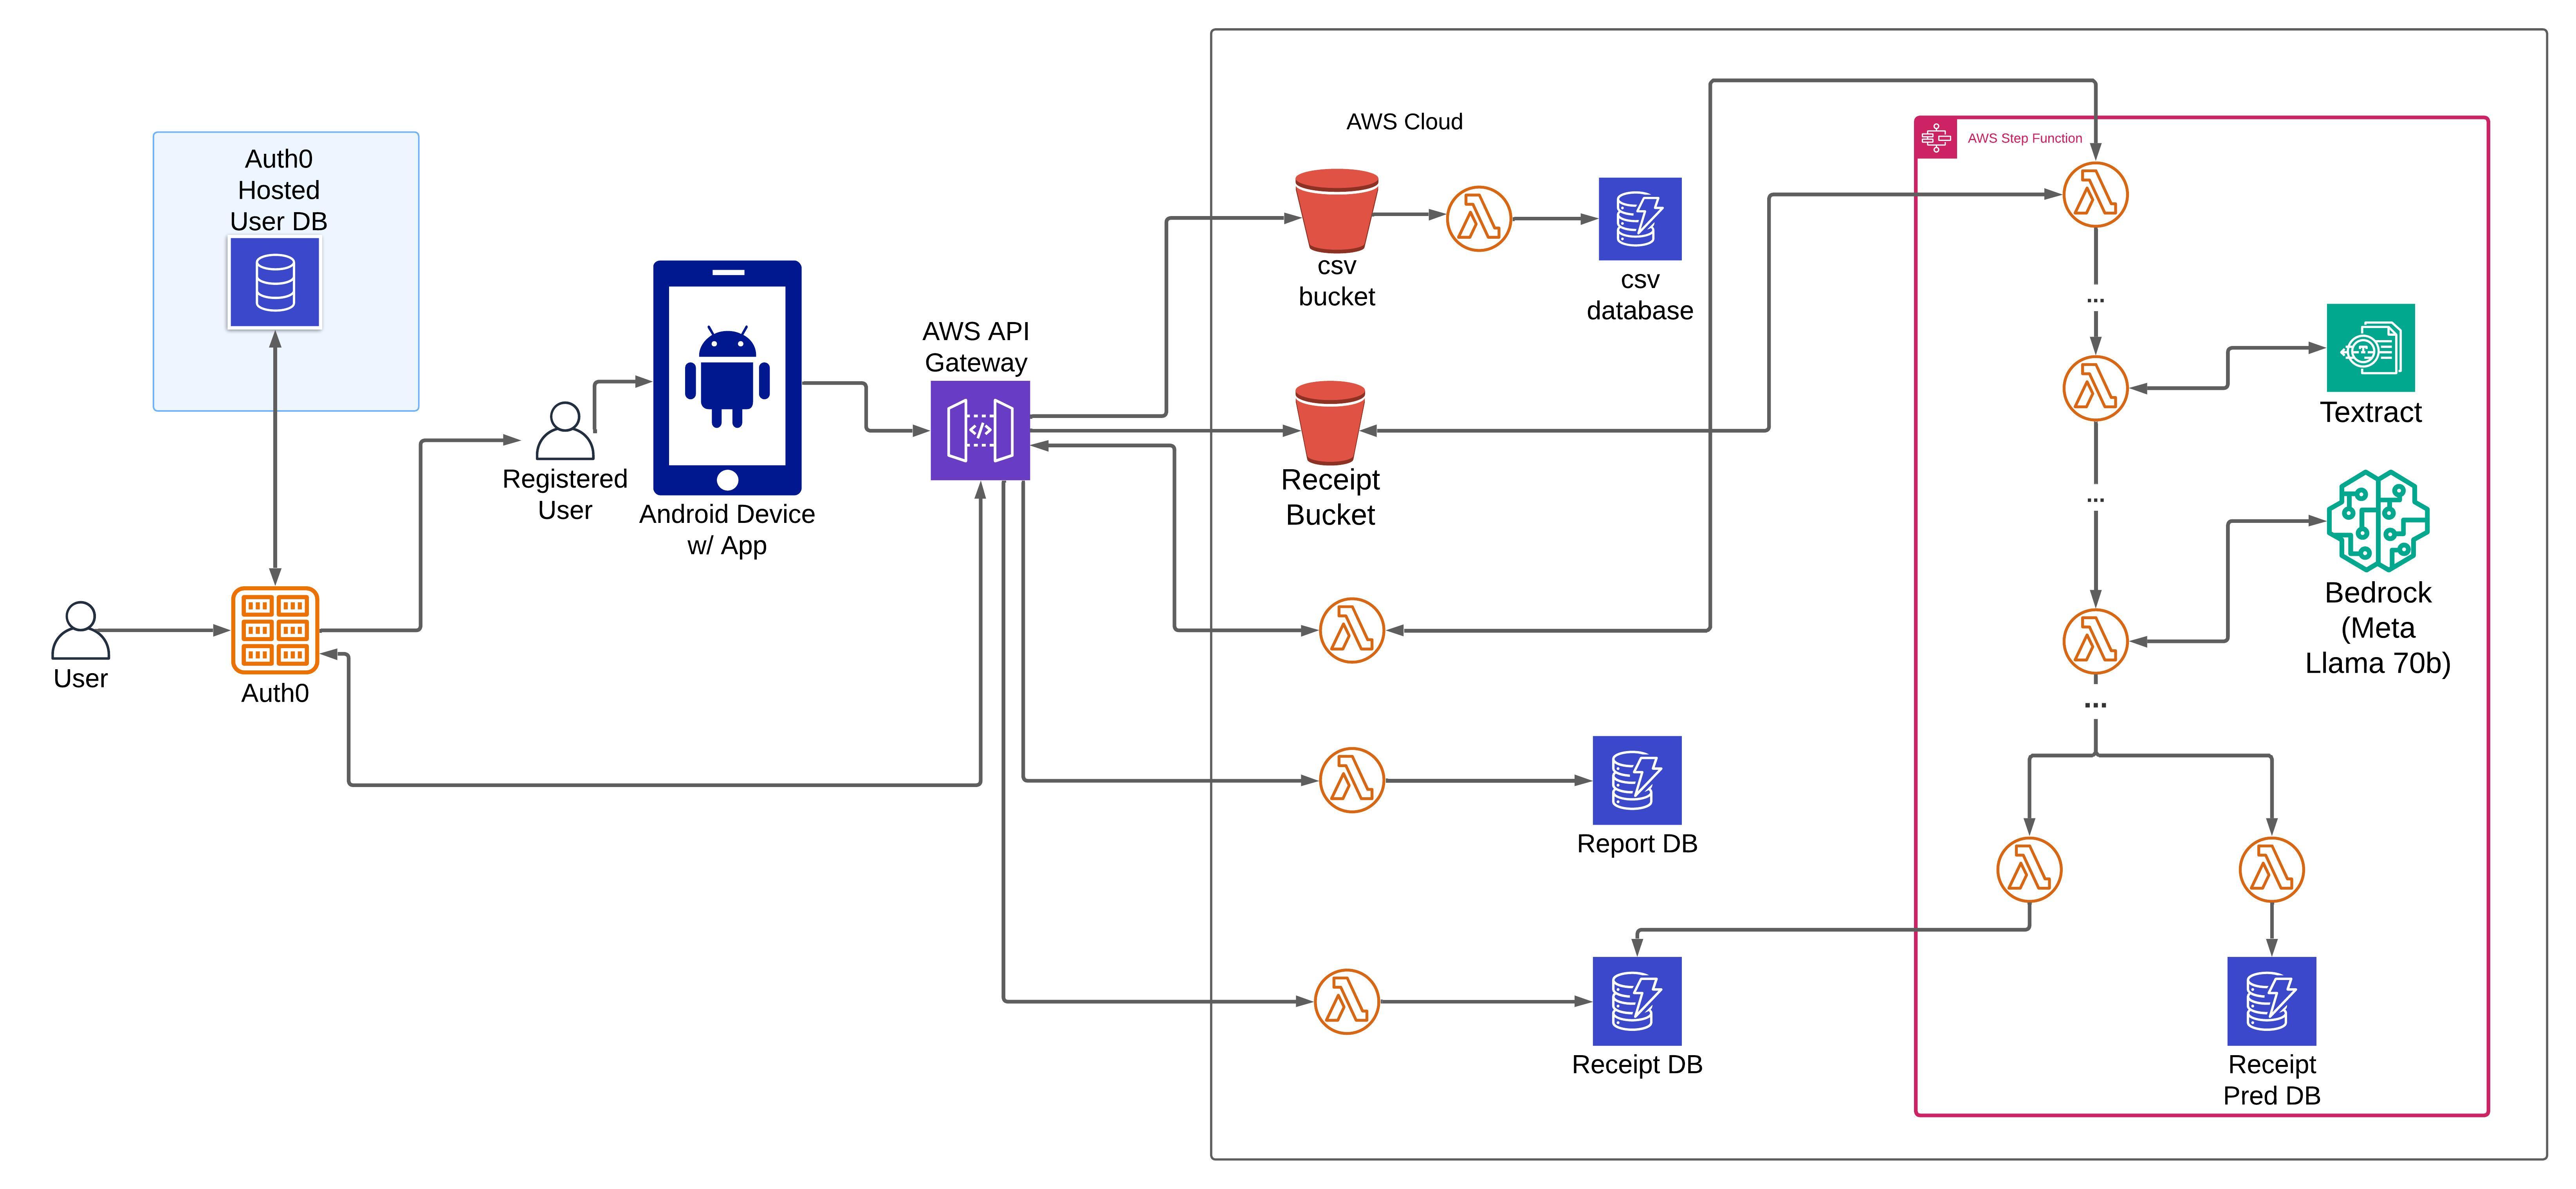 AWS Cloud
AWS Step Function
Auth0
Hosted
User DB
csv
bucket
csv
database
AWS API
Gateway
Textract
Registered
User
Android Device
w/ App
Receipt
Bucket
Bedrock
(Meta
Llama 70b)
User
Auth0
...
...
...
Report DB
Receipt DB
Receipt
Pred DB